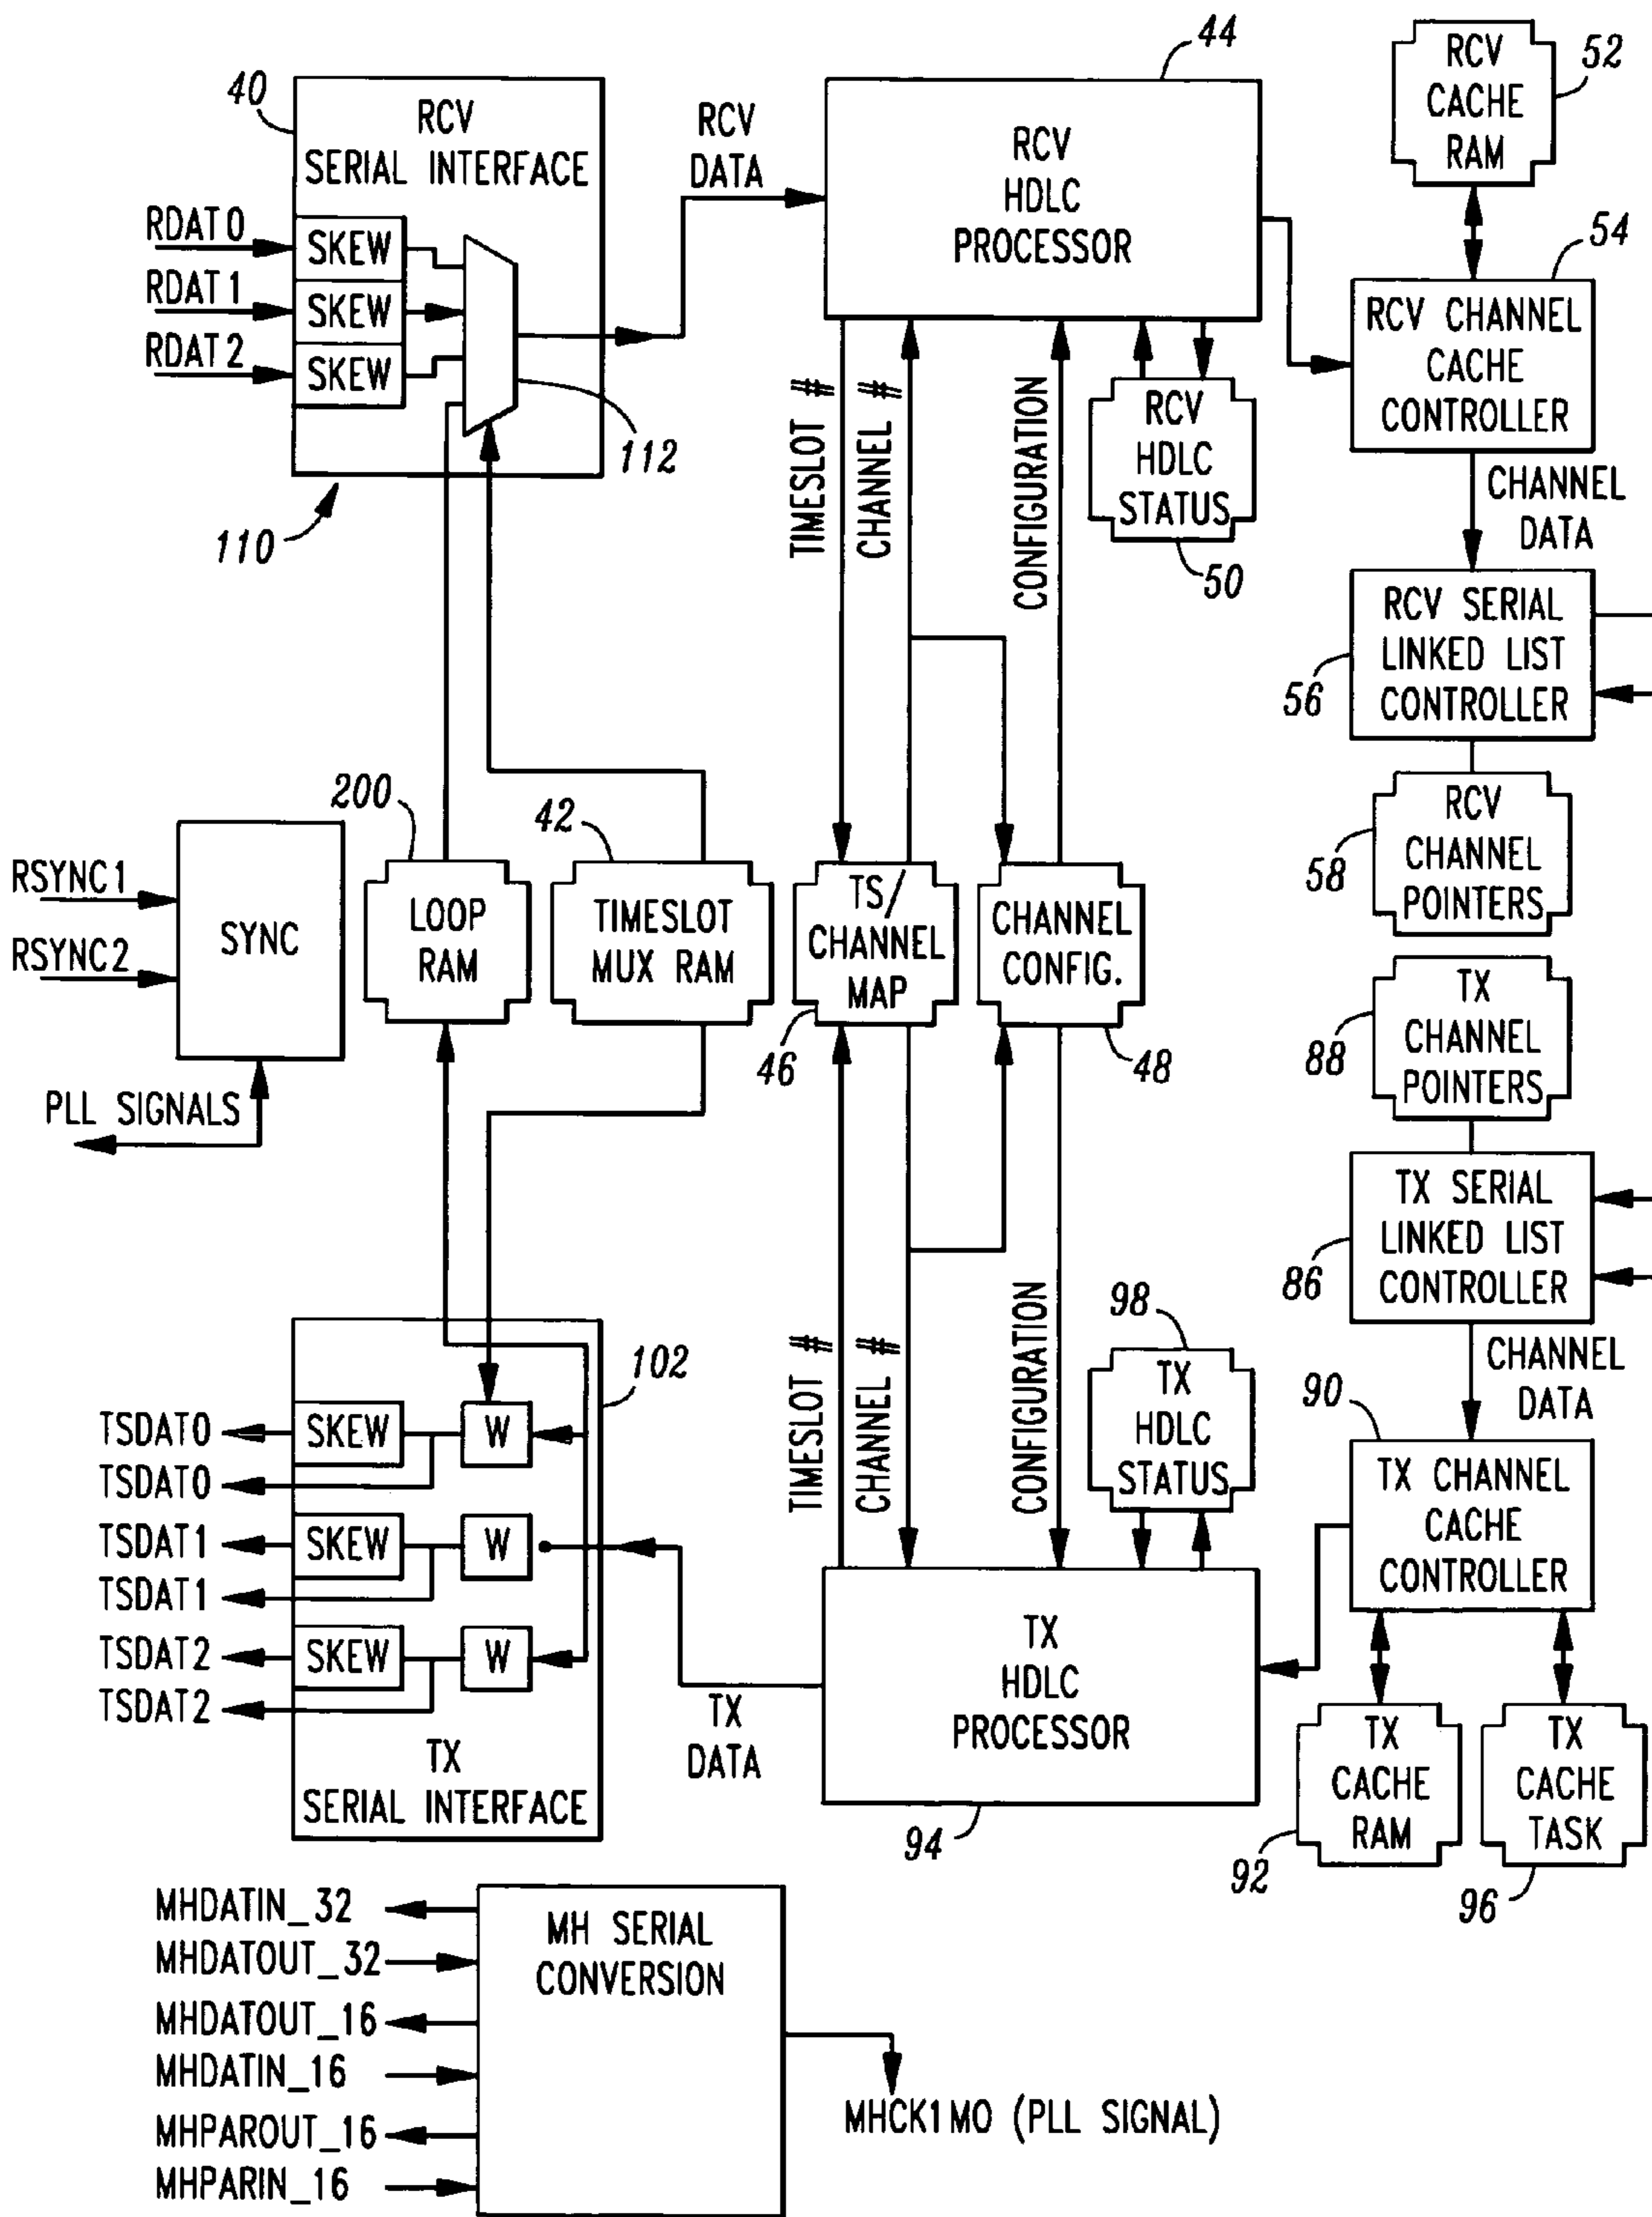 44
RCV
CACHE
RAM
52
40
RCV
SERIAL INTERFACE
RCV
DATA
RCV
HDLC
PROCESSOR
54
RDAT0
SKEW
RDAT1
SKEW
RDAT2
SKEW
112
110
RCV CHANNEL
CACHE
CONTROLLER
TIMESLOT #
CHANNEL #
CONFIGURATION
RCV
HDLC
STATUS
50
CHANNEL
DATA
RCV SERIAL
LINKED LIST
CONTROLLER
56
RCV
CHANNEL
POINTERS
58
200
42
RSYNC1
RSYNC2
SYNC
LOOP
RAM
TIMESLOT
MUX RAM
TS/
CHANNEL
MAP
46
CHANNEL
CONFIG.
48
PLL SIGNALS
TX
CHANNEL
POINTERS
88
TX SERIAL
LINKED LIST
CONTROLLER
86
CHANNEL
DATA
TIMESLOT #
CHANNEL #
CONFIGURATION
98
TX
HDLC
STATUS
90
TX CHANNEL
CACHE
CONTROLLER
102
TSDAT0
SKEW
W
TSDAT0
TSDAT1
SKEW
W
TSDAT1
TSDAT2
SKEW
W
TSDAT2
TX
SERIAL INTERFACE
TX
DATA
TX
HDLC
PROCESSOR
94
TX
CACHE
RAM
92
TX
CACHE
TASK
96
MHDATIN_32
MHDATOUT_32
MHDATOUT_16
MHDATIN_16
MHPAROUT_16
MHPARIN_16
MH SERIAL
CONVERSION
MHCK1MO (PLL SIGNAL)